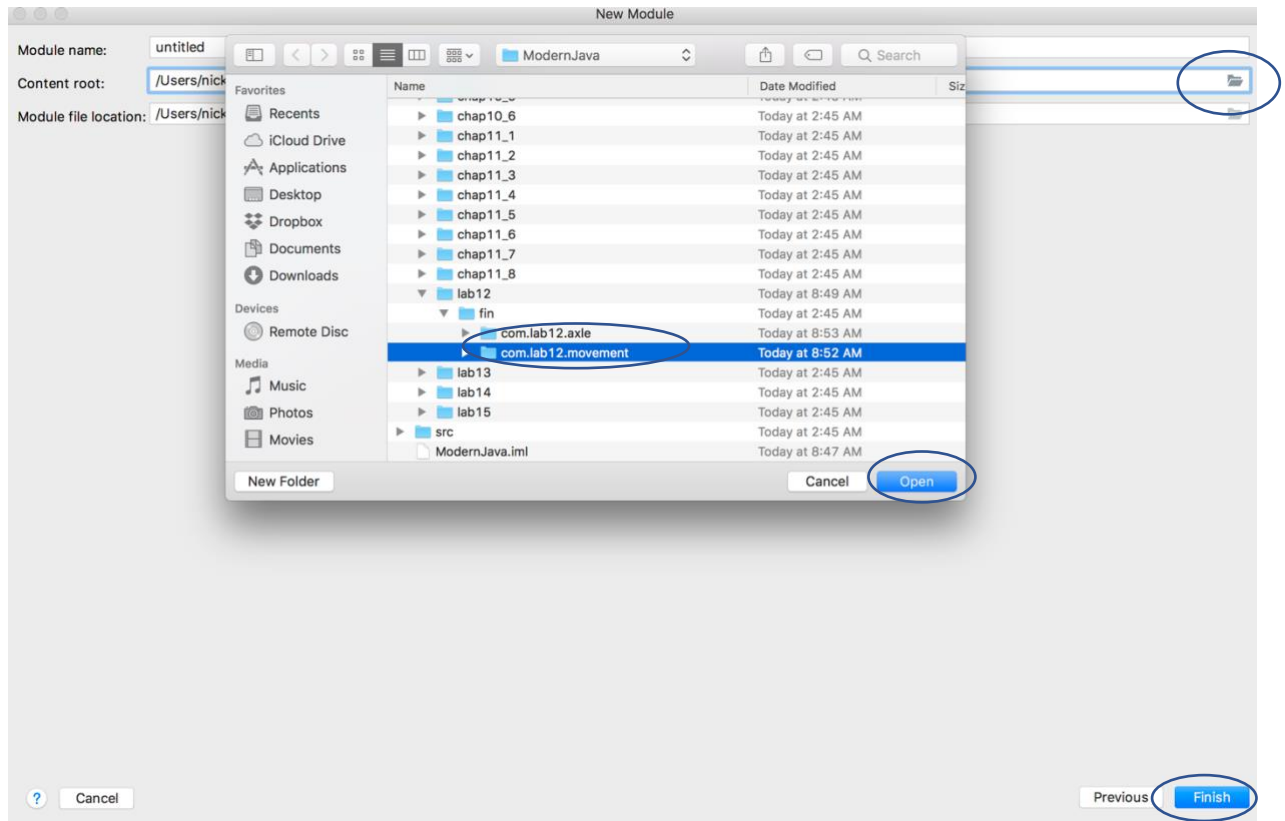 New Module
Module name: untitled
Content root: /Users/nick
Module file location: /Users/nick
ModernJava
Search
Favorites
Recents
iCloud Drive
Applications
Desktop
Dropbox
Documents
Downloads
Devices
Remote Disc
Media
Music
Photos
Movies
Name Date Modified Siz
chap10_6 Today at 2:45 AM
chap11_1 Today at 2:45 AM
chap11_2 Today at 2:45 AM
chap11_3 Today at 2:45 AM
chap11_4 Today at 2:45 AM
chap11_5 Today at 2:45 AM
chap11_6 Today at 2:45 AM
chap11_7 Today at 2:45 AM
chap11_8 Today at 2:45 AM
lab12 Today at 8:49 AM
fin Today at 2:45 AM
com.lab12.axle Today at 8:53 AM
com.lab12.movement Today at 8:52 AM
lab13 Today at 2:45 AM
lab14 Today at 2:45 AM
lab15 Today at 2:45 AM
src Today at 2:45 AM
ModernJava.iml Today at 8:47 AM
New Folder Cancel Open
? Cancel Previous Finish